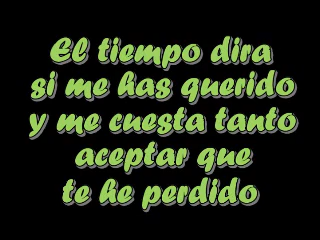 El tiempo dira
si me has querido
y me cuesta tanto
aceptar que
te he perdido